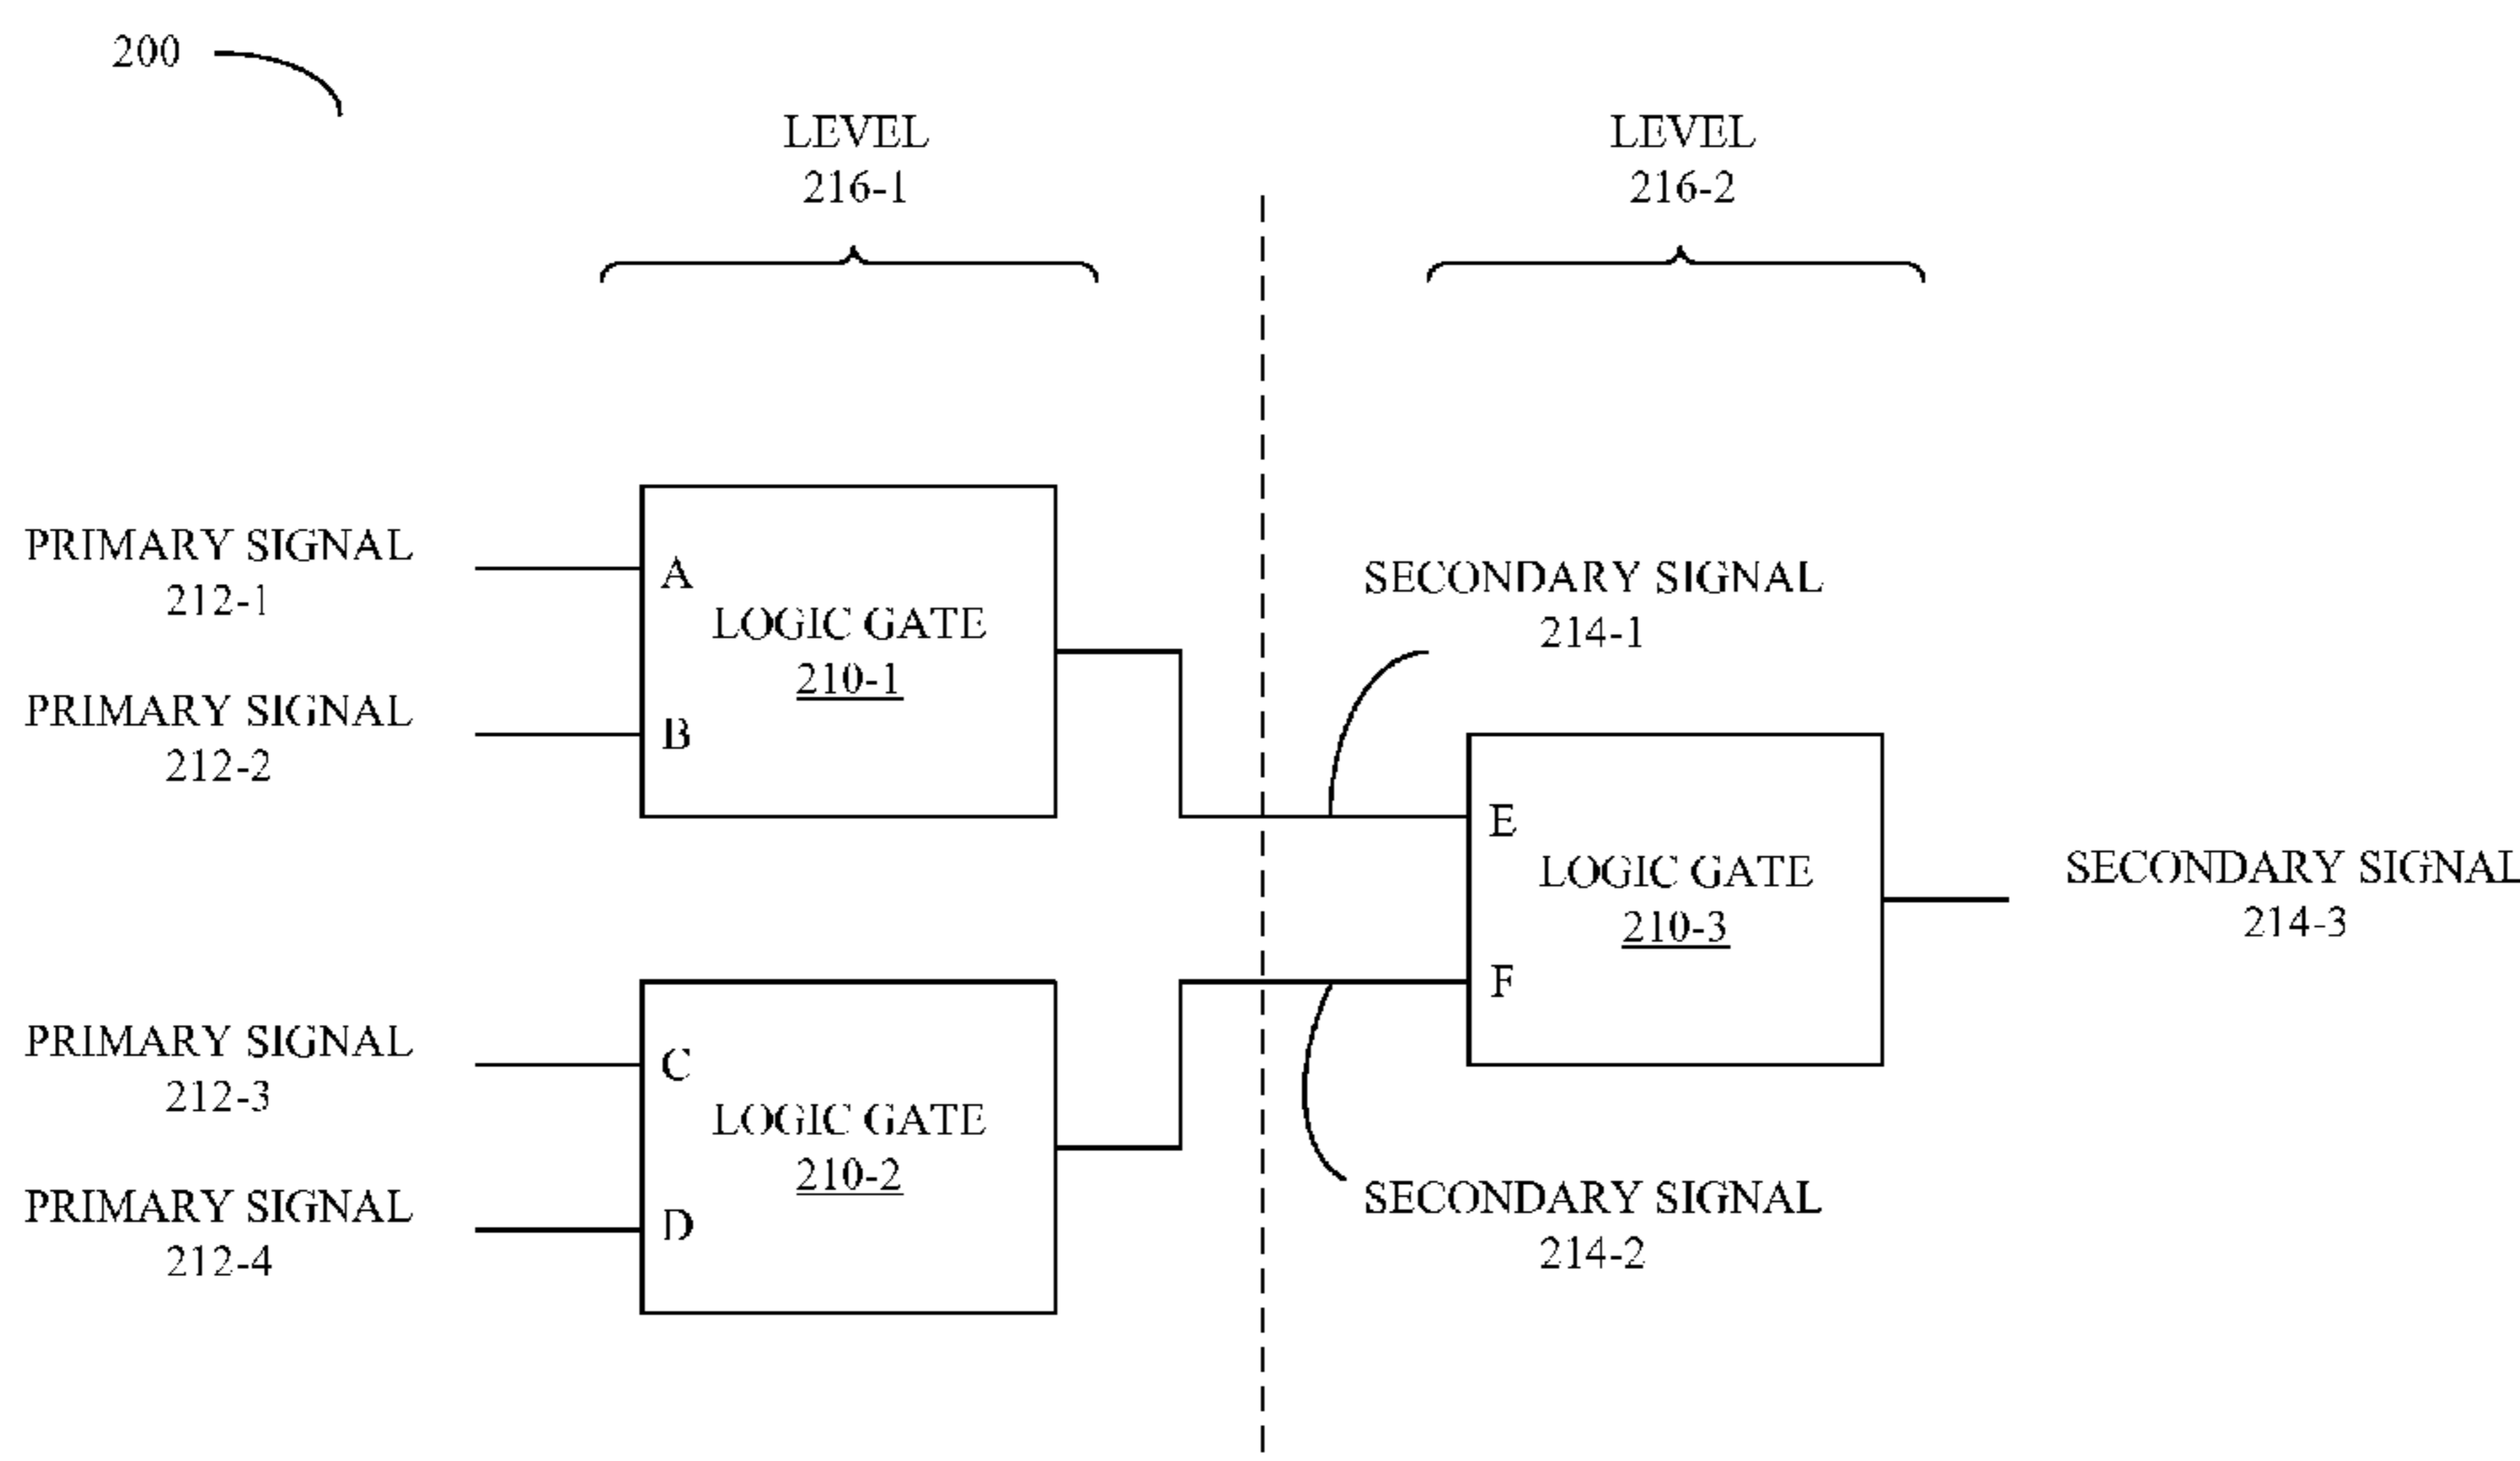 200
LEVEL
216-1
LEVEL
216-2
PRIMARY SIGNAL
212-1
PRIMARY SIGNAL
212-2
A
LOGIC GATE
210-1
B
SECONDARY SIGNAL
214-1
E
LOGIC GATE
210-3
F
SECONDARY SIGNAL
214-3
PRIMARY SIGNAL
212-3
PRIMARY SIGNAL
212-4
C
LOGIC GATE
210-2
D
SECONDARY SIGNAL
214-2